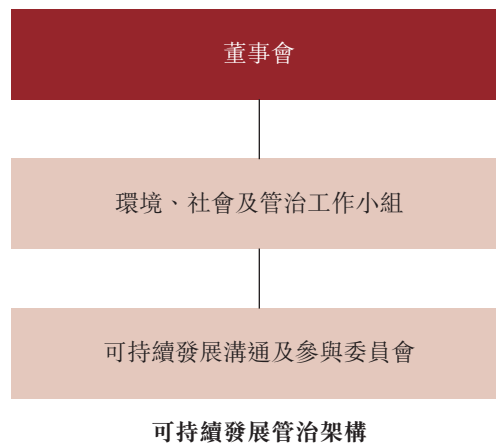 董事會
環境、社會及管治工作小組
可持續發展溝通及參與委員會
可持續發展管治架構